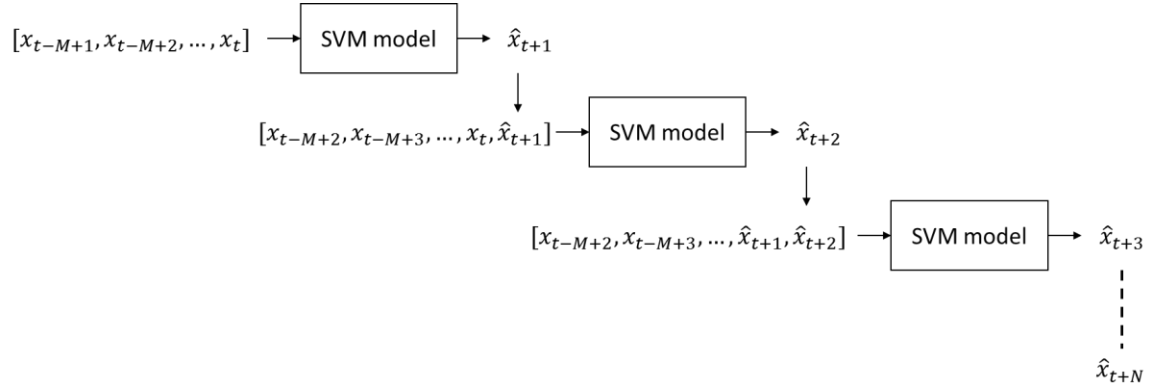 [x_{t-M+1}, x_{t-M+2}, ..., x_t] SVM model x̂_{t+1}
[x_{t-M+2}, x_{t-M+3}, ..., x_t, x̂_{t+1}] SVM model x̂_{t+2}
[x_{t-M+2}, x_{t-M+3}, ..., x̂_{t+1}, x̂_{t+2}] SVM model x̂_{t+3}
x̂_{t+N}